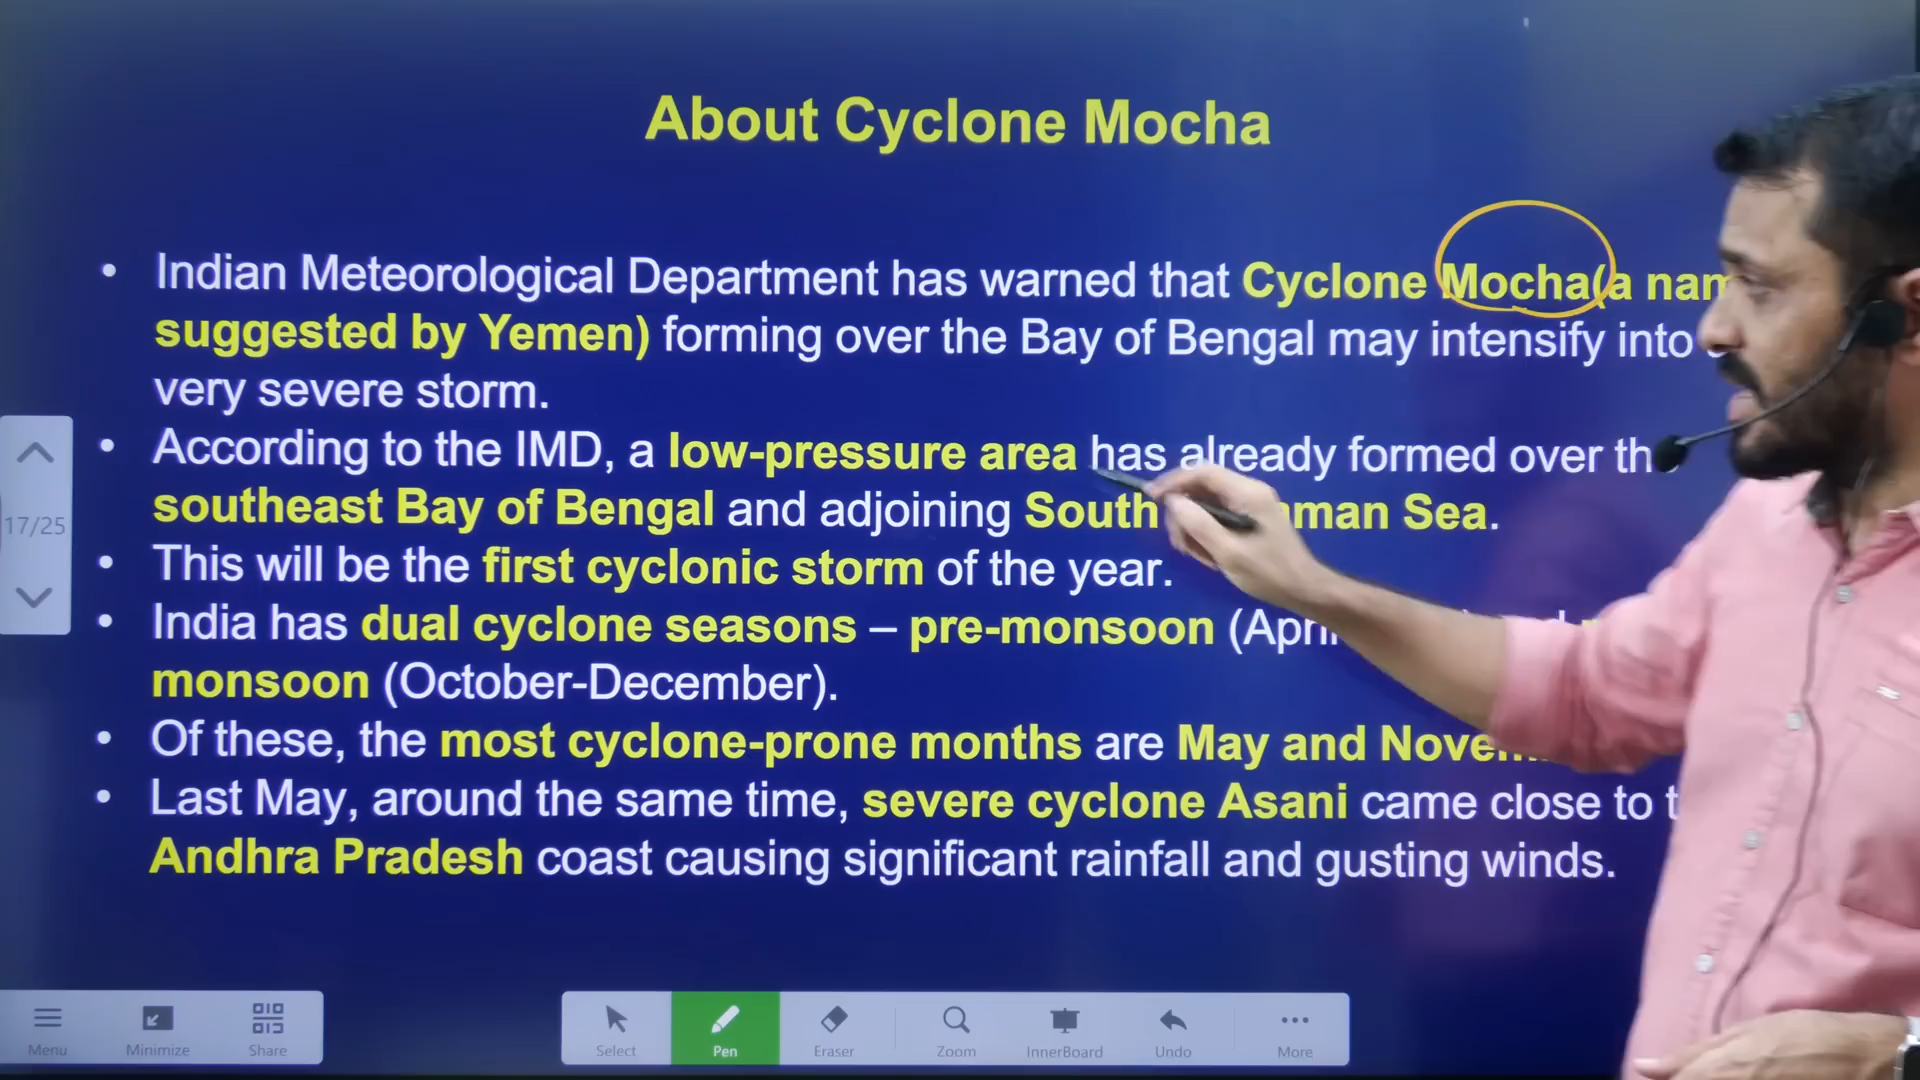 About Cyclone Mocha
• Indian Meteorological Department has warned that Cyclone Mocha(a
suggested by Yemen) forming over the Bay of Bengal may intensify into
very severe storm.
• According to the IMD, a low-pressure area has already formed over
southeast Bay of Bengal and adjoining South Sea.
• This will be the first cyclonic storm of the year.
• India has dual cyclone seasons – pre-monsoon (April
monsoon (October-December).
• Of these, the most cyclone-prone months are May and
• Last May, around the same time, severe cyclone Asani came close to
Andhra Pradesh coast causing significant rainfall and gusting winds.
17/25
Menu Minimize Share Select Pen Eraser Zoom InnerBoard Undo More